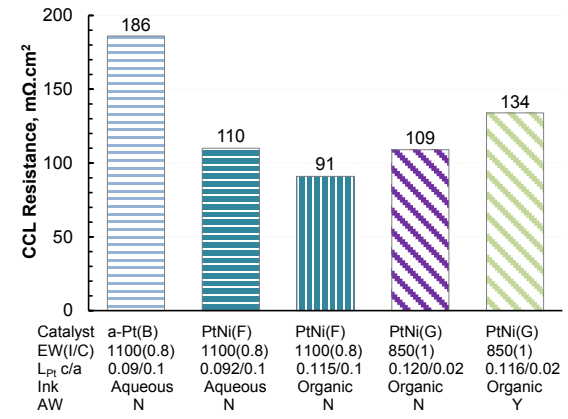 200
150
100
50
0
CCL Resistance, mΩ.cm²
186
110
91
109
134
Catalyst a-Pt(B) PtNi(F) PtNi(F) PtNi(G) PtNi(G)
EW(I/C) 1100(0.8) 1100(0.8) 1100(0.8) 850(1) 850(1)
LPt c/a 0.09/0.1 0.092/0.1 0.115/0.1 0.120/0.02 0.116/0.02
Ink Aqueous Aqueous Organic Organic Organic
AW N N N N Y